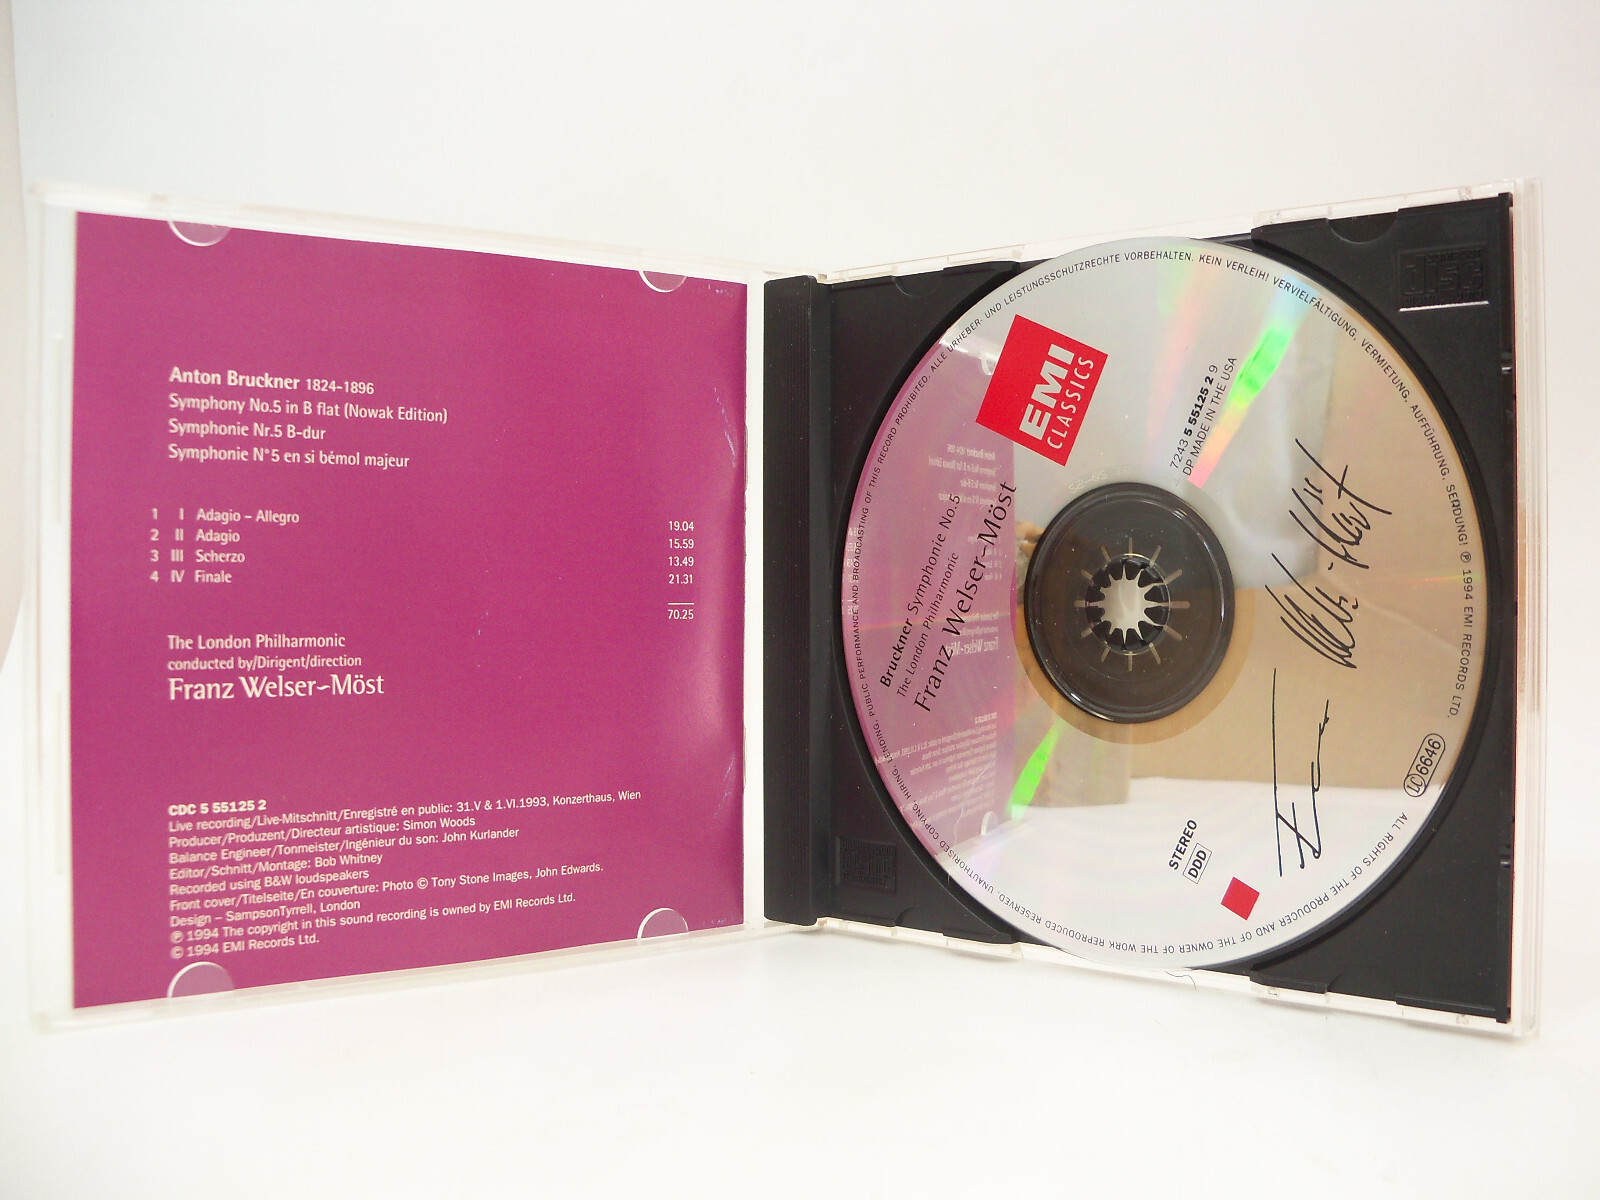 Anton Bruckner 1824-1896
Symphony No.5 in B flat (Nowak Edition)
Symphonie Nr.5 B-dur
Symphonie N°5 en si bémol majeur
1 I Adagio – Allegro 19.04
2 II Adagio 15.59
3 III Scherzo 13.49
4 IV Finale 21.31
70.25
The London Philharmonic
conducted by/Dirigent/direction
Franz Welser-Möst
CDC 5 55125 2
Live recording/Live-Mitschnitt/Enregistré en public: 31.V & 1.VI.1993, Konzerthaus, Wien
Producer/Produzent/Directeur artistique: Simon Woods
Balance Engineer/Tonmeister/Ingénieur du son: John Kurlander
Editor/Schnitt/Montage: Bob Whitney
Recorded using B&W loudspeakers
Front cover/Titelseite/En couverture: Photo © Tony Stone Images, John Edwards.
Design – SampsonTyrrell, London
℗ 1994 The copyright in this sound recording is owned by EMI Records Ltd.
© 1994 EMI Records Ltd.
EMI
CLASSICS
7243 5 55125 2 9
DP MADE IN THE USA
Bruckner Symphonie No.5
The London Philharmonic
Franz Welser-Möst
Franz Welser-Möst
STEREO
DDD
LC 6646
ALL RIGHTS OF THE PRODUCER AND OF THE OWNER OF THE WORK REPRODUCED RESERVED. UNAUTHORISED COPYING, HIRING, LENDING, PUBLIC PERFORMANCE AND BROADCASTING OF THIS RECORD PROHIBITED. ALLE URHEBER- UND LEISTUNGSSCHUTZRECHTE VORBEHALTEN. KEIN VERLEIH! VERVIELFÄLTIGUNG, VERMIETUNG, AUFFÜHRUNG, SENDUNG! ℗ 1994 EMI RECORDS LTD.
disc